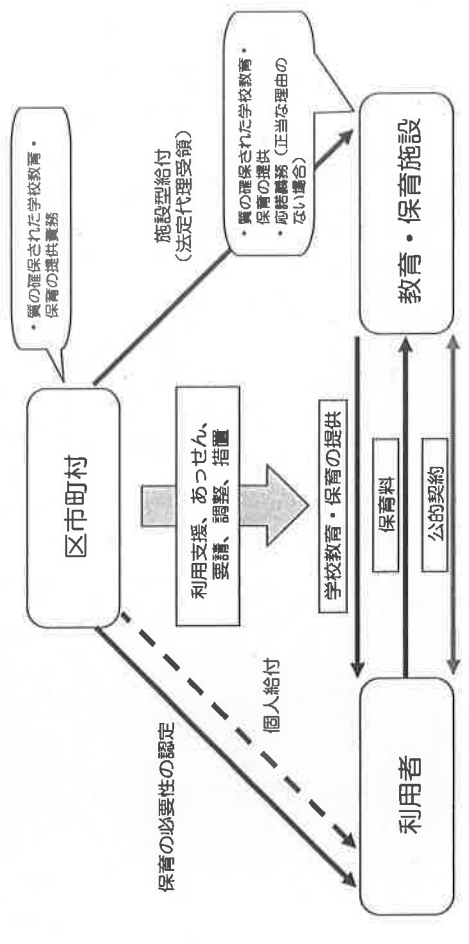 ・質の確保された学校教育・
保育の提供責務
区市町村
施設型給付
(法定代理受領)
・質の確保された学校教育・
保育の提供
・応諾義務(正当な理由の
ない場合)
保育の必要性の認定
個人給付
利用支援、あっせん、
要請、調整、措置
学校教育・保育の提供
保育料
公的契約
利用者
教育・保育施設